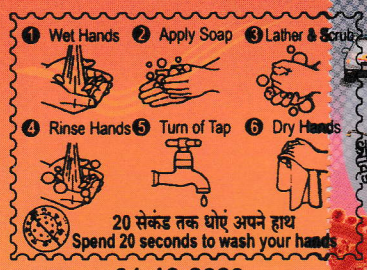 1 Wet Hands 2 Apply Soap 3 Lather & Scrub
4 Rinse Hands 5 Turn of Tap 6 Dry Hands
20 सेकंड तक धोएं अपने हाथ
Spend 20 seconds to wash your hands